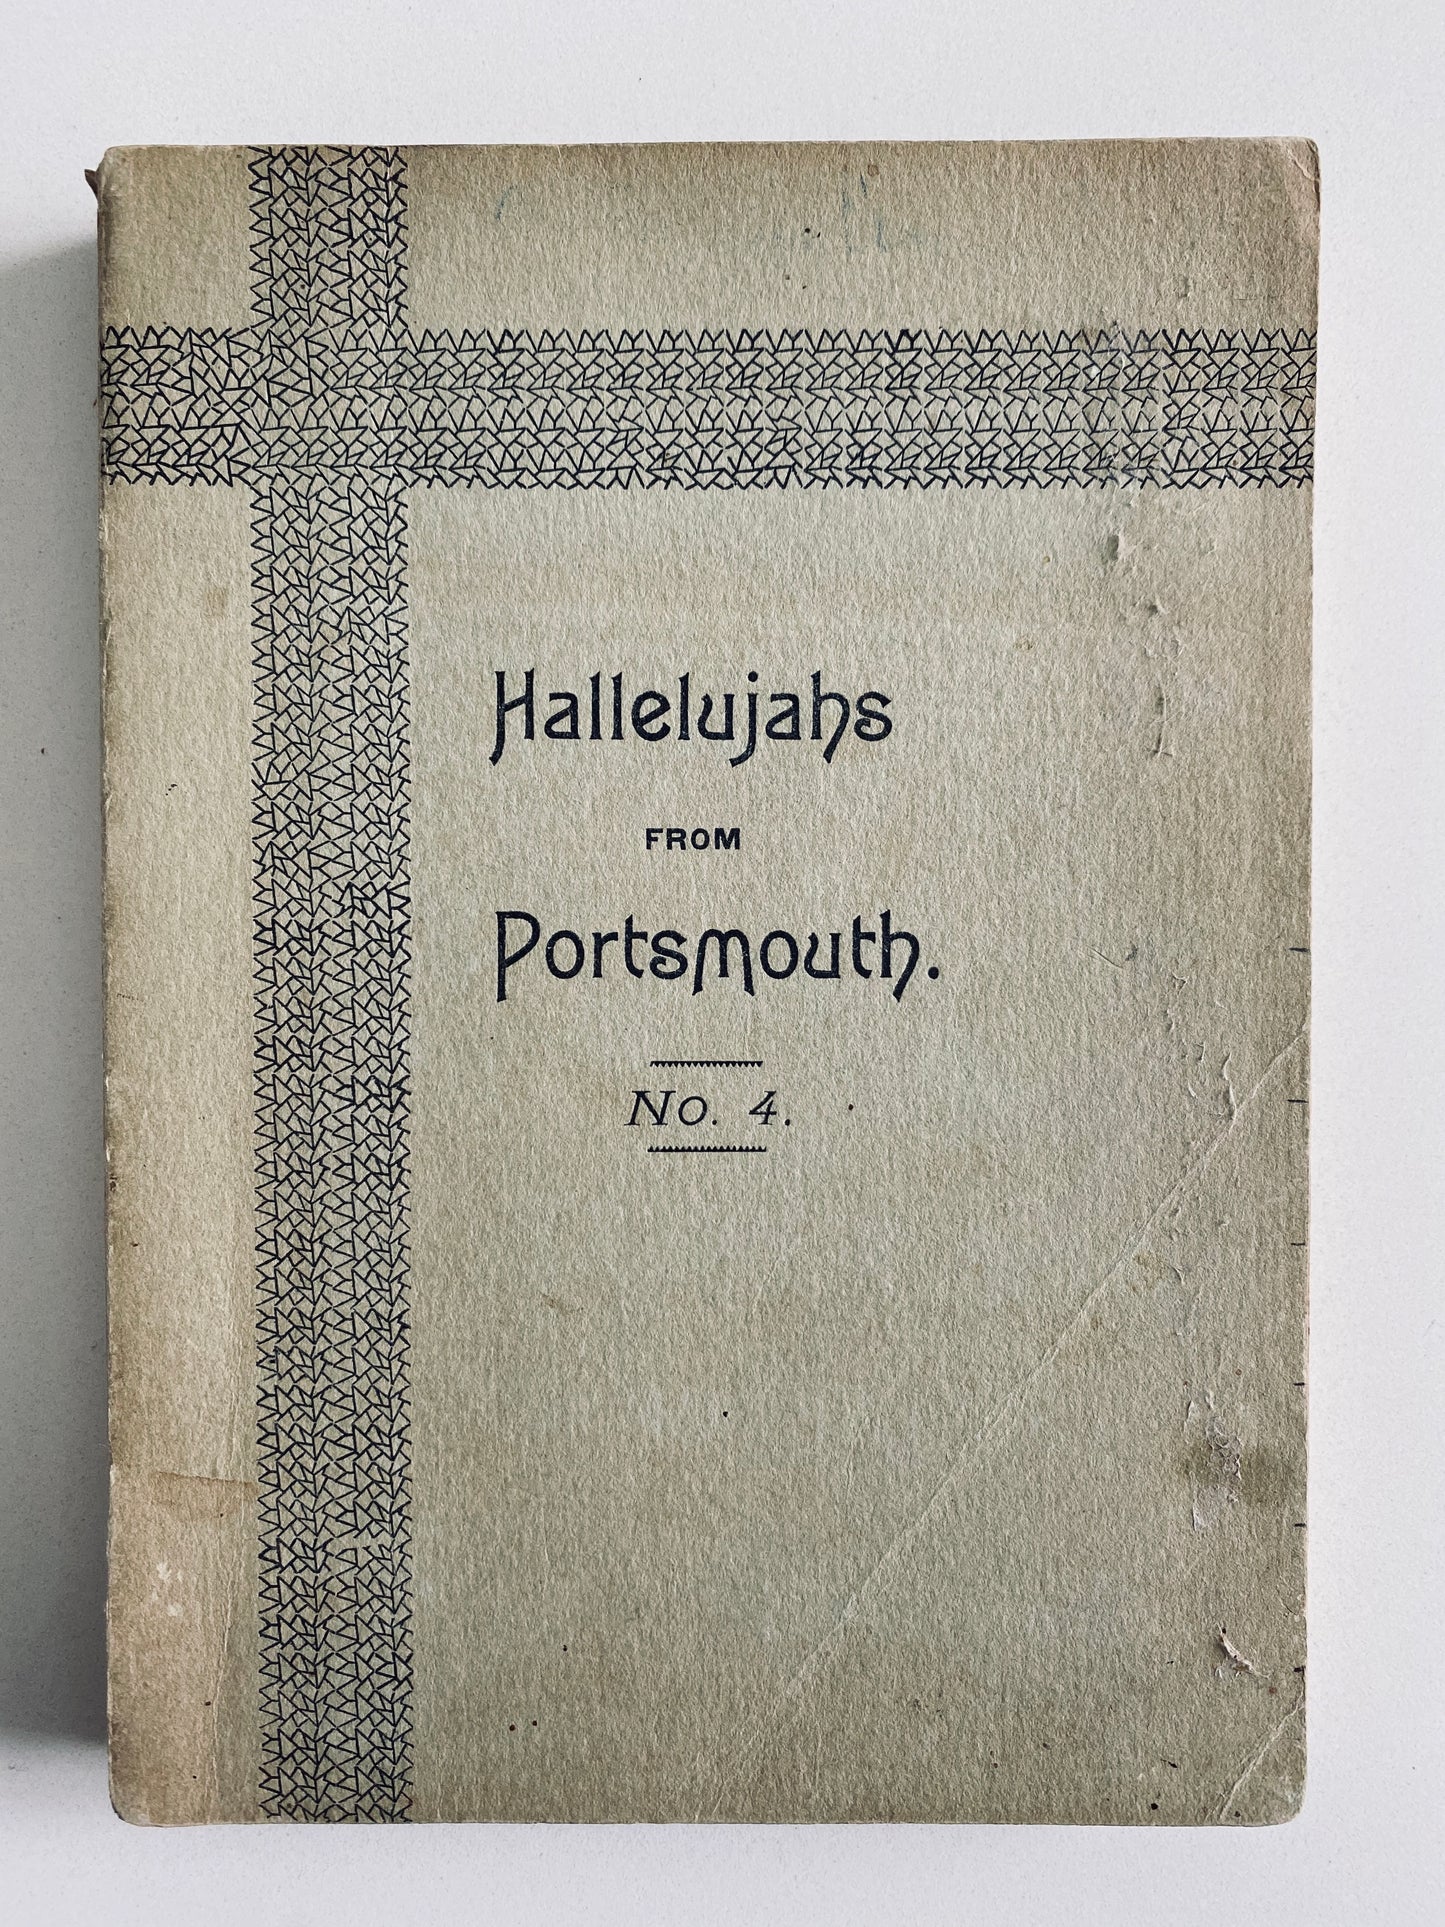 Hallelujahs
FROM
Portsmouth.
No. 4.